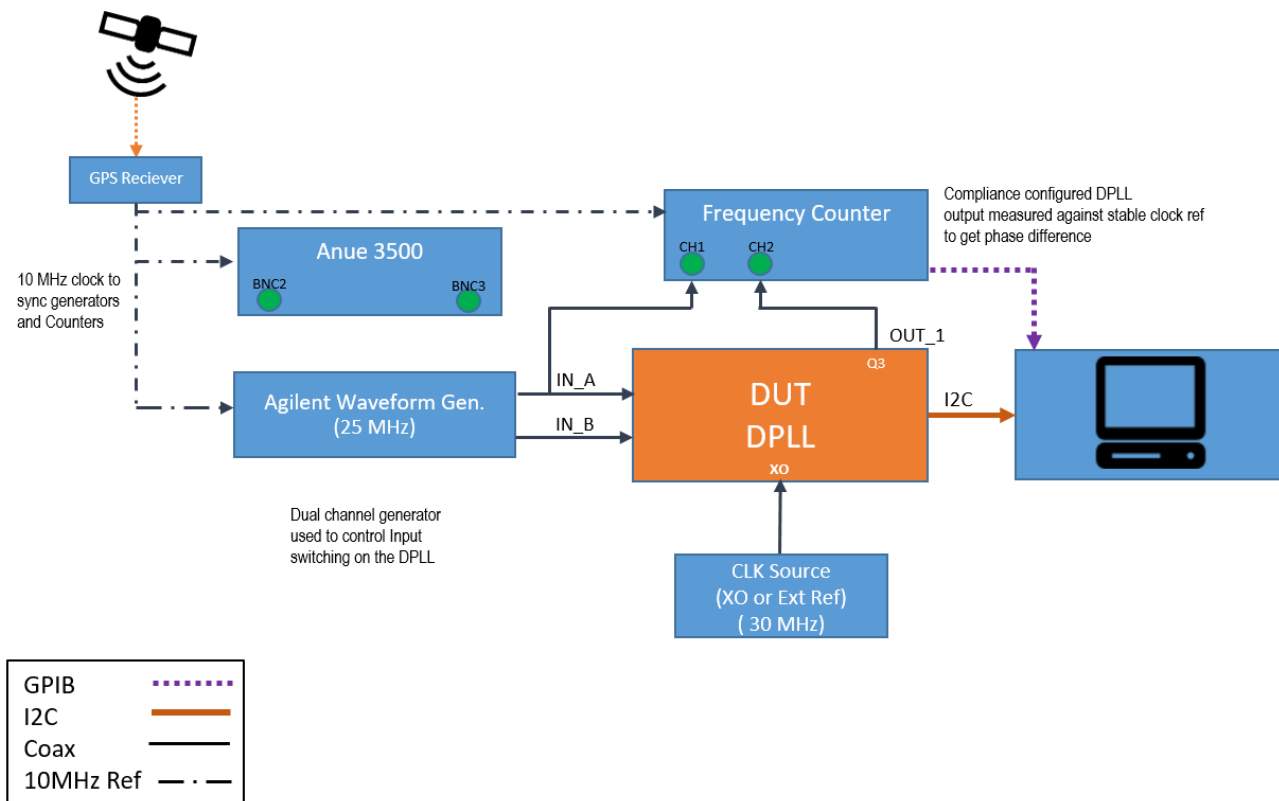 GPS Reciever
Frequency Counter
CH1
CH2
Compliance configured DPLL
output measured against stable clock ref
to get phase difference
Anue 3500
BNC2
BNC3
10 MHz clock to
sync generators
and Counters
OUT_1
Q3
Agilent Waveform Gen.
(25 MHz)
IN_A
IN_B
DUT
DPLL
XO
I2C
Dual channel generator
used to control Input
switching on the DPLL
CLK Source
(XO or Ext Ref)
( 30 MHz)
GPIB
I2C
Coax
10MHz Ref